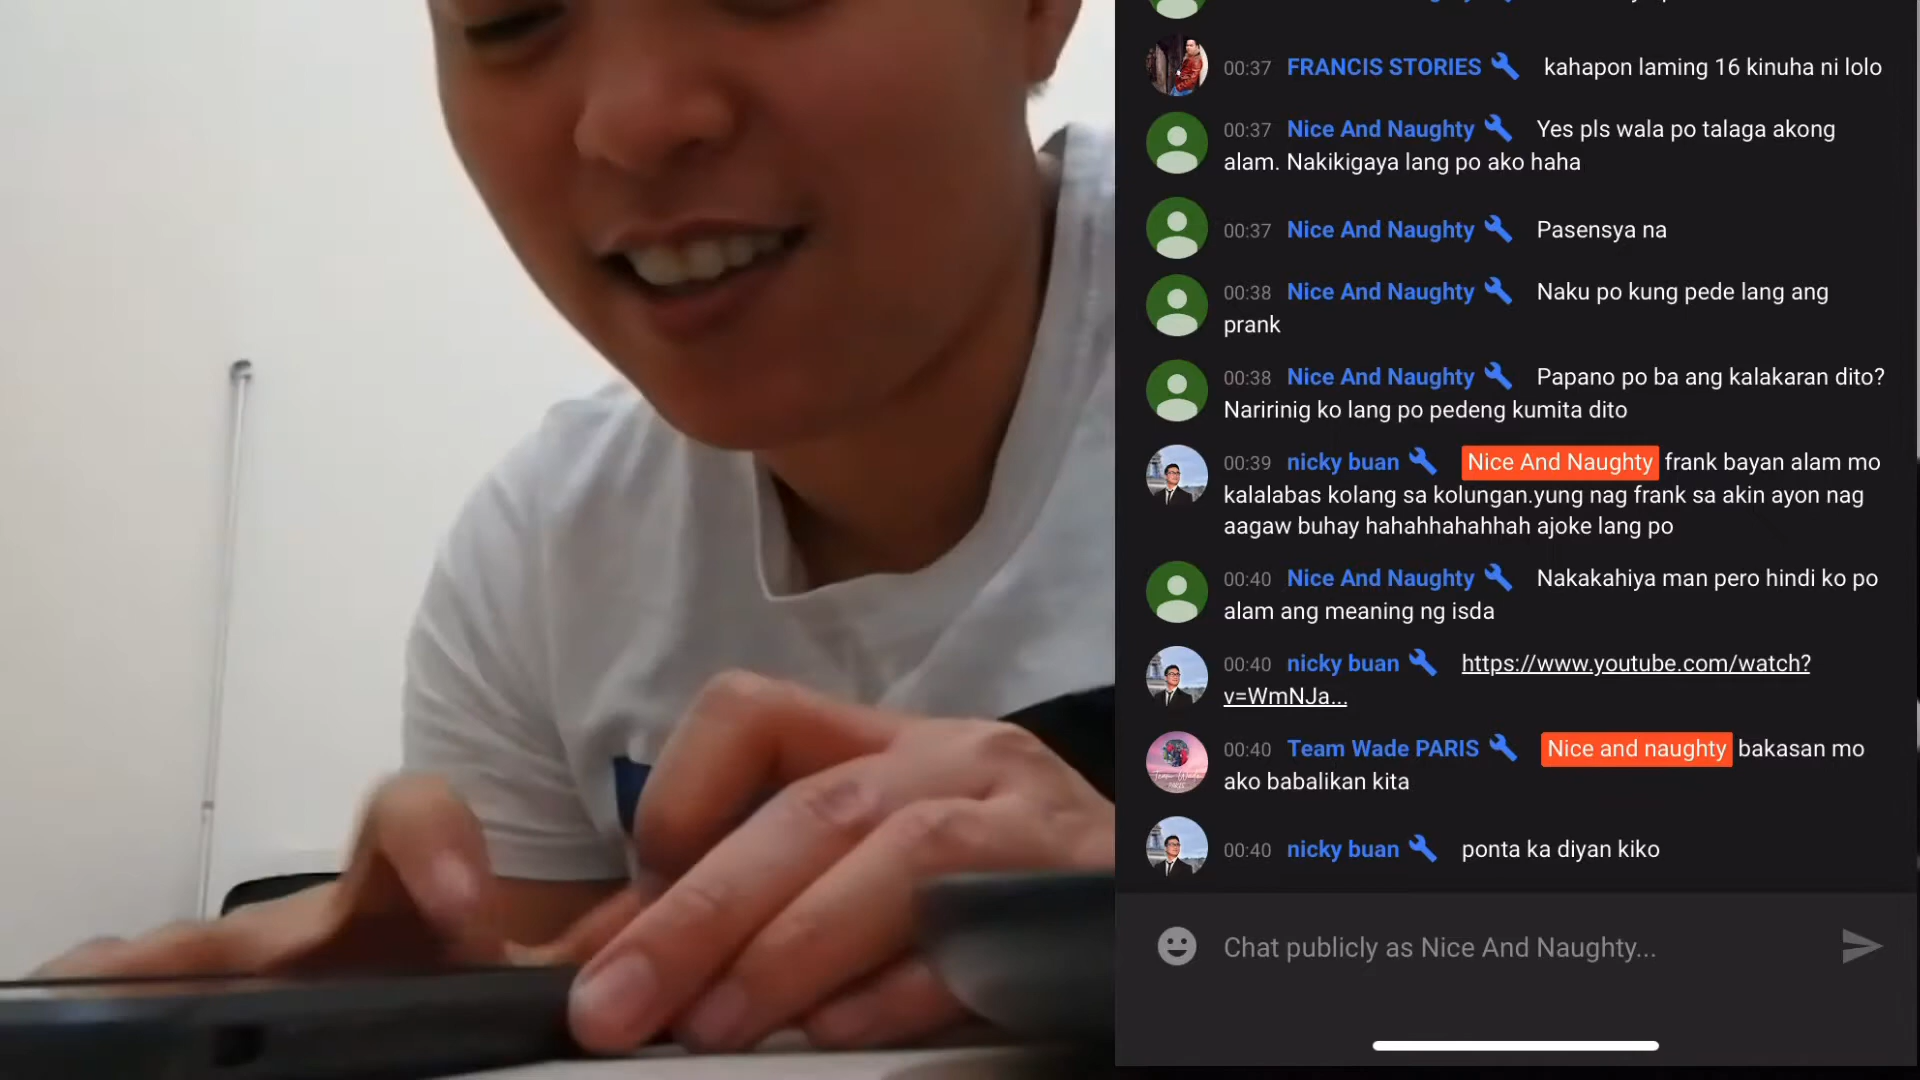 00:37 FRANCIS STORIES kahapon laming 16 kinuha ni lolo
00:37 Nice And Naughty Yes pls wala po talaga akong
alam. Nakikigaya lang po ako haha
00:37 Nice And Naughty Pasensya na
00:38 Nice And Naughty Naku po kung pede lang ang
prank
00:38 Nice And Naughty Papano po ba ang kalakaran dito?
Naririnig ko lang po pedeng kumita dito
00:39 nicky buan Nice And Naughty frank bayan alam mo
kalalabas kolang sa kolungan.yung nag frank sa akin ayon nag
aagaw buhay hahahhahahhah ajoke lang po
00:40 Nice And Naughty Nakakahiya man pero hindi ko po
alam ang meaning ng isda
00:40 nicky buan https://www.youtube.com/watch?
v=WmNJa...
00:40 Team Wade PARIS Nice and naughty bakasan mo
ako babalikan kita
00:40 nicky buan ponta ka diyan kiko
Chat publicly as Nice And Naughty...